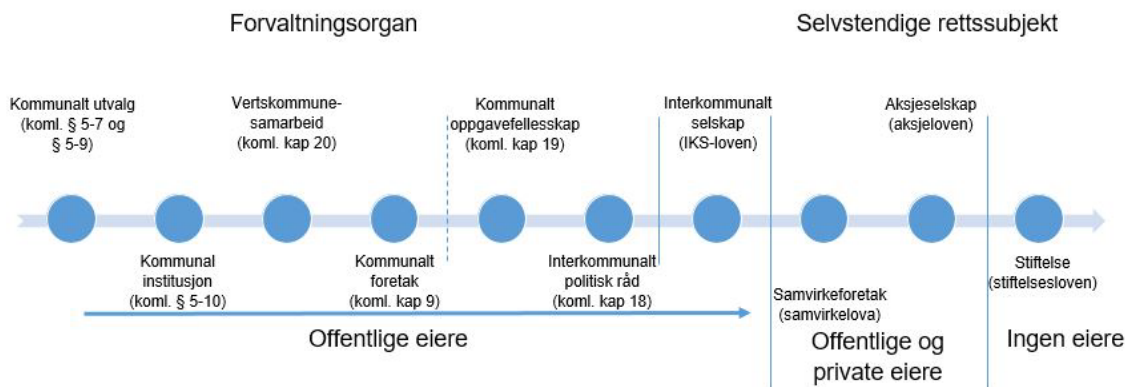 Forvaltningsorgan
Selvstendige rettssubjekt
Kommunalt utvalg
(koml. § 5-7 og
§ 5-9)
Vertskommune-
samarbeid
(koml. kap 20)
Kommunalt
oppgavefellesskap
(koml. kap 19)
Interkommunalt
selskap
(IKS-loven)
Aksjeselskap
(aksjeloven)
Kommunal
institusjon
(koml. § 5-10)
Kommunalt
foretak
(koml. kap 9)
Interkommunalt
politisk råd
(koml. kap 18)
Samvirkeforetak
(samvirkelova)
Stiftelse
(stiftelsesloven)
Offentlige eiere
Offentlige og
private eiere
Ingen eiere